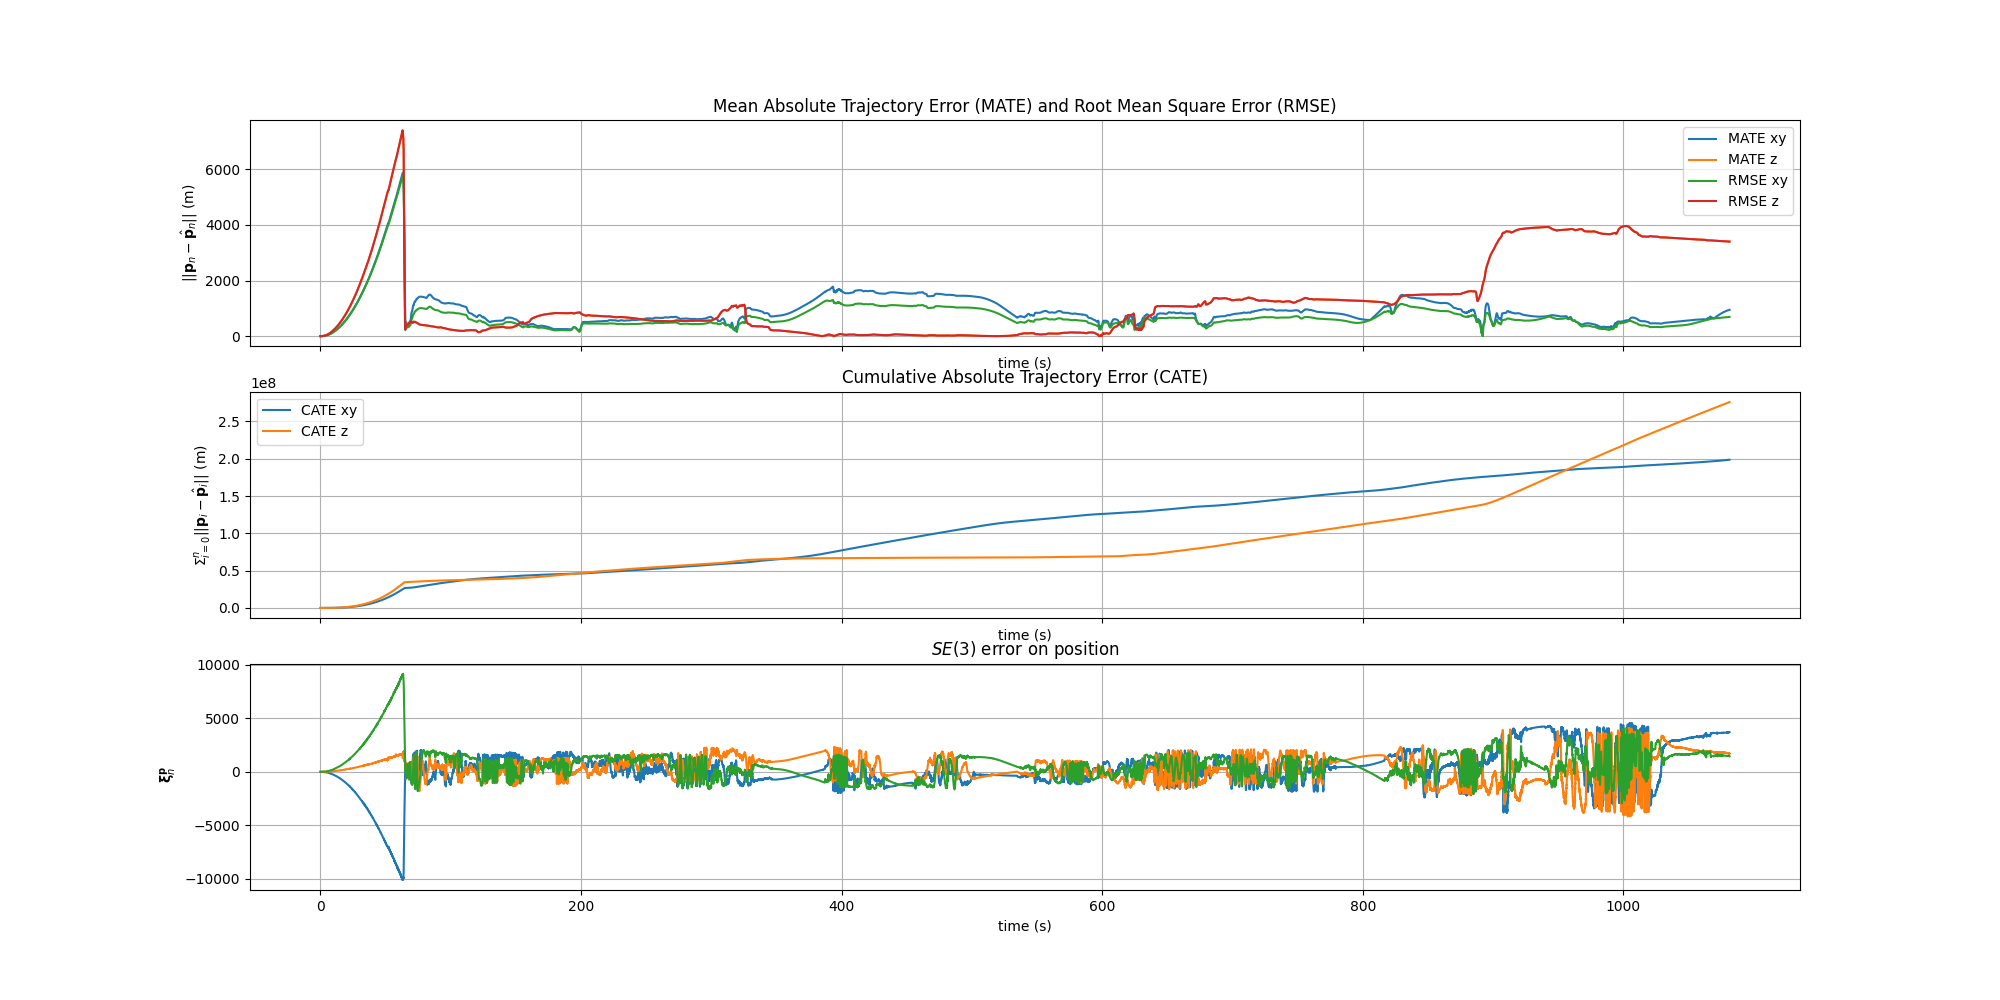 Mean Absolute Trajectory Error (MATE) and Root Mean Square Error (RMSE)
||𝐩ₙ − 𝐩̂ₙ|| (m)
6000
4000
2000
0
MATE xy
MATE z
RMSE xy
RMSE z
time (s)
Cumulative Absolute Trajectory Error (CATE)
1e8
Σⁿᵢ₌₀||𝐩ᵢ − 𝐩̂ᵢ|| (m)
2.5
2.0
1.5
1.0
0.5
0.0
CATE xy
CATE z
time (s)
SE(3) error on position
ξₙᵖ
10000
5000
0
−5000
−10000
0 200 400 600 800 1000
time (s)